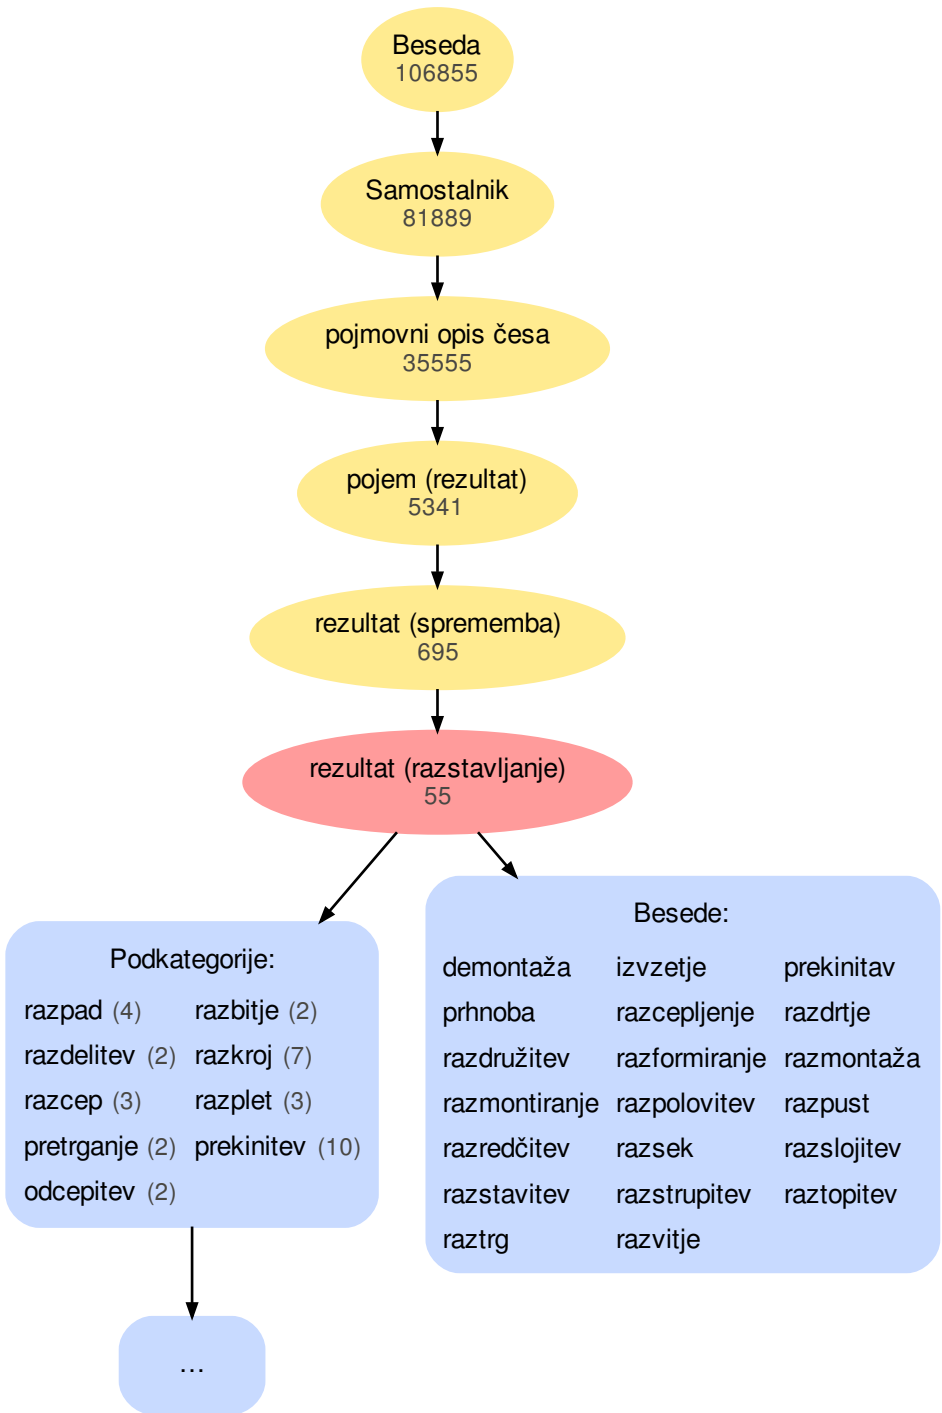 Beseda
106855
Samostalnik
81889
pojmovni opis česa
35555
pojem (rezultat)
5341
rezultat (sprememba)
695
rezultat (razstavljanje)
55
Podkategorije:
razpad (4) razbitje (2)
razdelitev (2) razkroj (7)
razcep (3) razplet (3)
pretrganje (2) prekinitev (10)
odcepitev (2)
...
Besede:
demontaža izvzetje prekinitav
prhnoba razcepljenje razdrtje
razdružitev razformiranje razmontaža
razmontiranje razpolovitev razpust
razredčitev razsek razslojitev
razstavitev razstrupitev raztopitev
raztrg razvitje